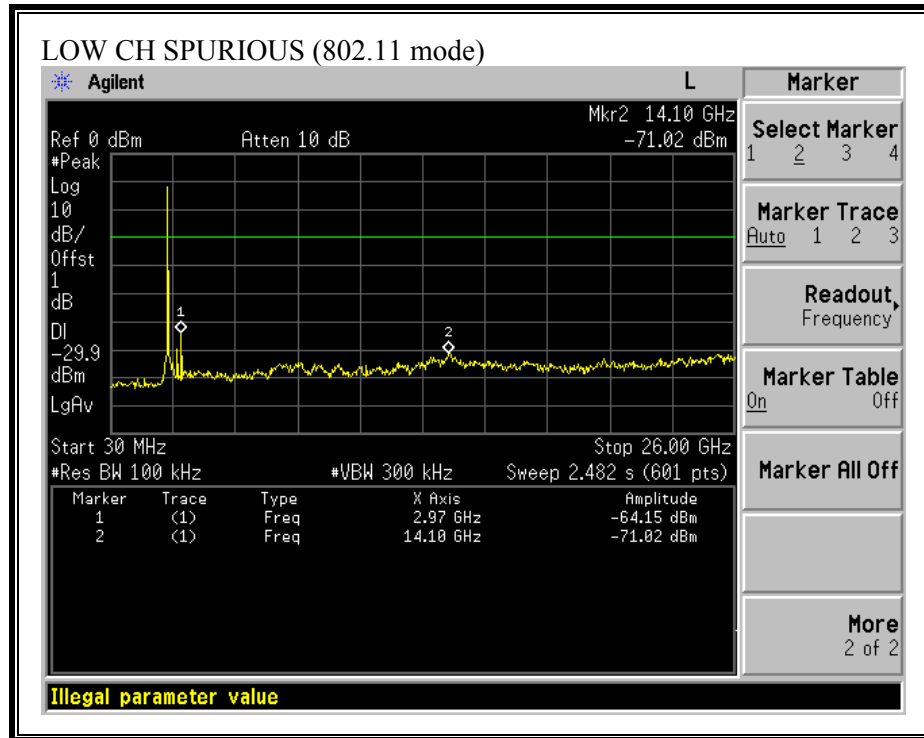 LOW CH SPURIOUS (802.11 mode)
Agilent
L
Marker
Mkr2 14.10 GHz
Ref 0 dBm
Atten 10 dB
-71.02 dBm
#Peak
Log
10
dB/
Offst
1
dB
DI
-29.9
dBm
LgAv
1
2
Start 30 MHz
Stop 26.00 GHz
#Res BW 100 kHz
#VBW 300 kHz
Sweep 2.482 s (601 pts)
Marker Trace Type X Axis Amplitude
1 (1) Freq 2.97 GHz -64.15 dBm
2 (1) Freq 14.10 GHz -71.02 dBm
Select Marker
1 2 3 4
Marker Trace
Auto 1 2 3
Readout
Frequency
Marker Table
On Off
Marker All Off
More
2 of 2
Illegal parameter value